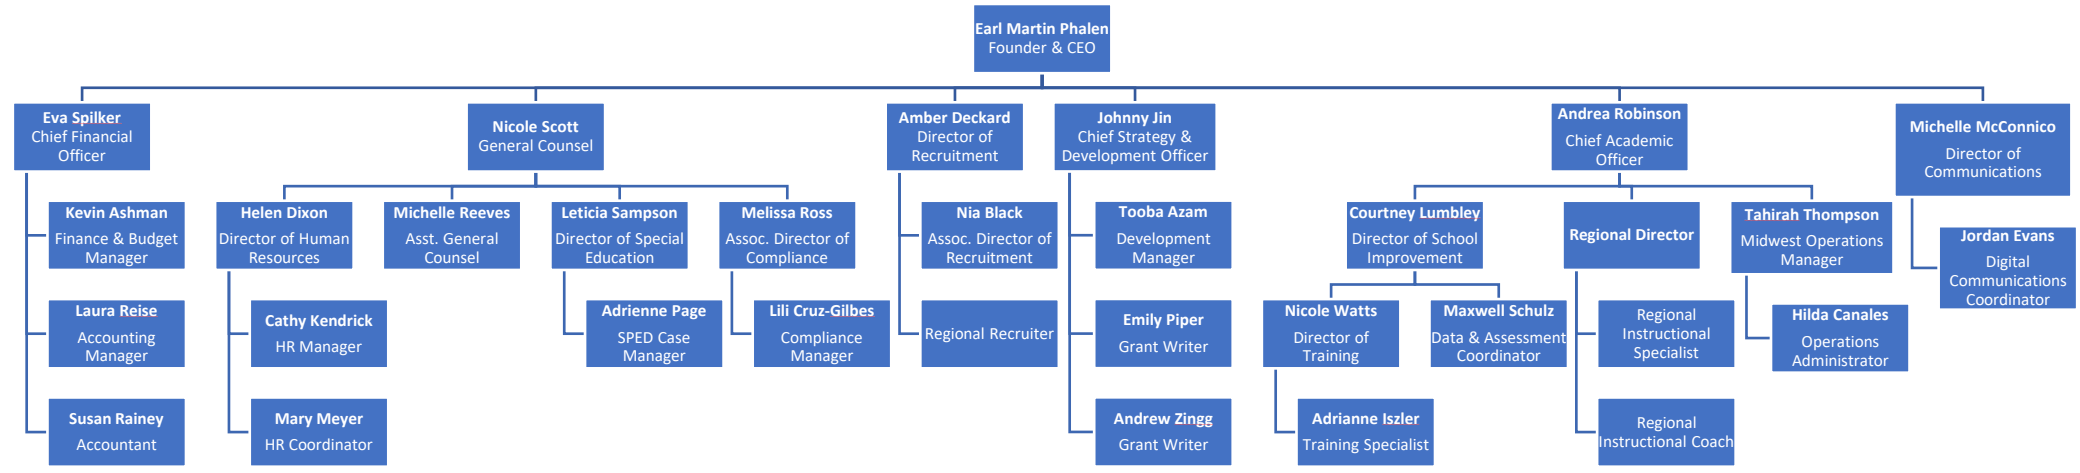 Earl Martin Phalen
Founder & CEO
Eva Spilker
Chief Financial
Officer
Nicole Scott
General Counsel
Amber Deckard
Director of
Recruitment
Johnny Jin
Chief Strategy &
Development Officer
Andrea Robinson
Chief Academic
Officer
Michelle McConnico
Director of
Communications
Kevin Ashman
Finance & Budget
Manager
Helen Dixon
Director of Human
Resources
Michelle Reeves
Asst. General
Counsel
Leticia Sampson
Director of Special
Education
Melissa Ross
Assoc. Director of
Compliance
Nia Black
Assoc. Director of
Recruitment
Tooba Azam
Development
Manager
Courtney Lumbley
Director of School
Improvement
Regional Director
Tahirah Thompson
Midwest Operations
Manager
Jordan Evans
Digital
Communications
Coordinator
Laura Reise
Accounting
Manager
Cathy Kendrick
HR Manager
Adrienne Page
SPED Case
Manager
Lili Cruz-Gilbes
Compliance
Manager
Regional Recruiter
Emily Piper
Grant Writer
Nicole Watts
Director of
Training
Maxwell Schulz
Data & Assessment
Coordinator
Regional
Instructional
Specialist
Hilda Canales
Operations
Administrator
Susan Rainey
Accountant
Mary Meyer
HR Coordinator
Andrew Zingg
Grant Writer
Adrianne Iszler
Training Specialist
Regional
Instructional Coach